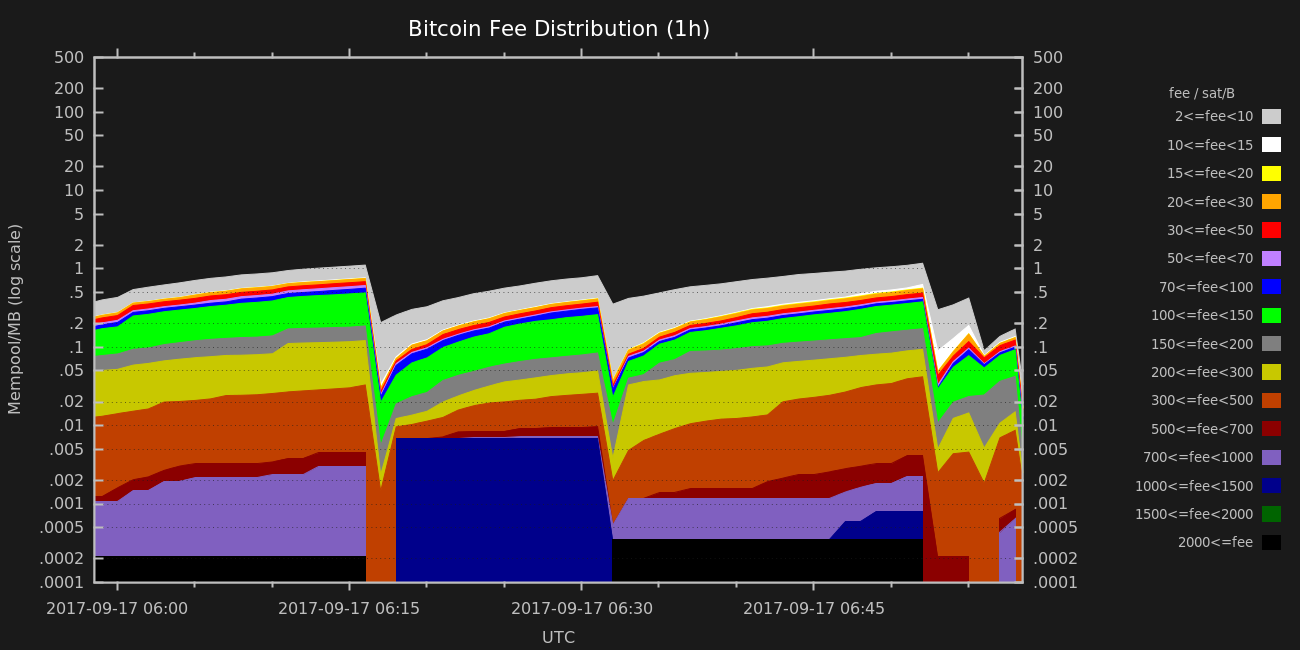 Bitcoin Fee Distribution (1h)
500 500
200 200
100 100
50 50
20 20
10 10
5 5
2 2
1 1
.5 .5
.2 .2
.1 .1
.05 .05
.02 .02
.01 .01
.005 .005
.002 .002
.001 .001
.0005 .0005
.0002 .0002
.0001 .0001
Mempool/MB (log scale)
2017-09-17 06:00 2017-09-17 06:15 2017-09-17 06:30 2017-09-17 06:45
UTC
fee / sat/B
2<=fee<10
10<=fee<15
15<=fee<20
20<=fee<30
30<=fee<50
50<=fee<70
70<=fee<100
100<=fee<150
150<=fee<200
200<=fee<300
300<=fee<500
500<=fee<700
700<=fee<1000
1000<=fee<1500
1500<=fee<2000
2000<=fee